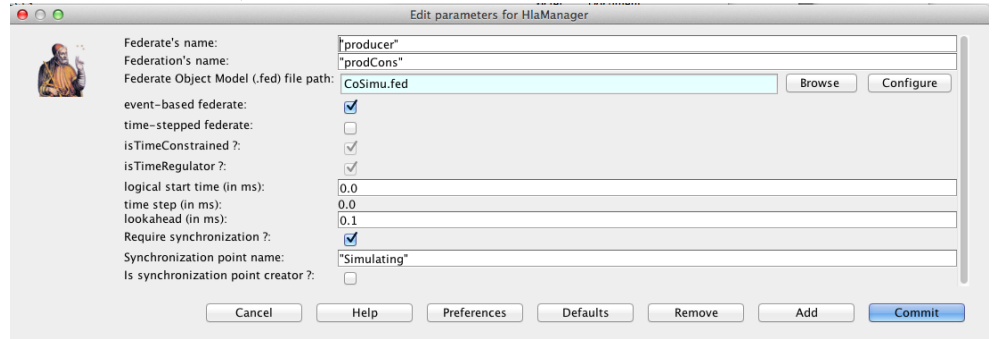 Edit parameters for HlaManager
Federate's name: "producer"
Federation's name: "prodCons"
Federate Object Model (.fed) file path: CoSimu.fed Browse Configure
event-based federate:
time-stepped federate:
isTimeConstrained ?:
isTimeRegulator ?:
logical start time (in ms): 0.0
time step (in ms): 0.0
lookahead (in ms): 0.1
Require synchronization ?:
Synchronization point name: "Simulating"
Is synchronization point creator ?:
Cancel Help Preferences Defaults Remove Add Commit